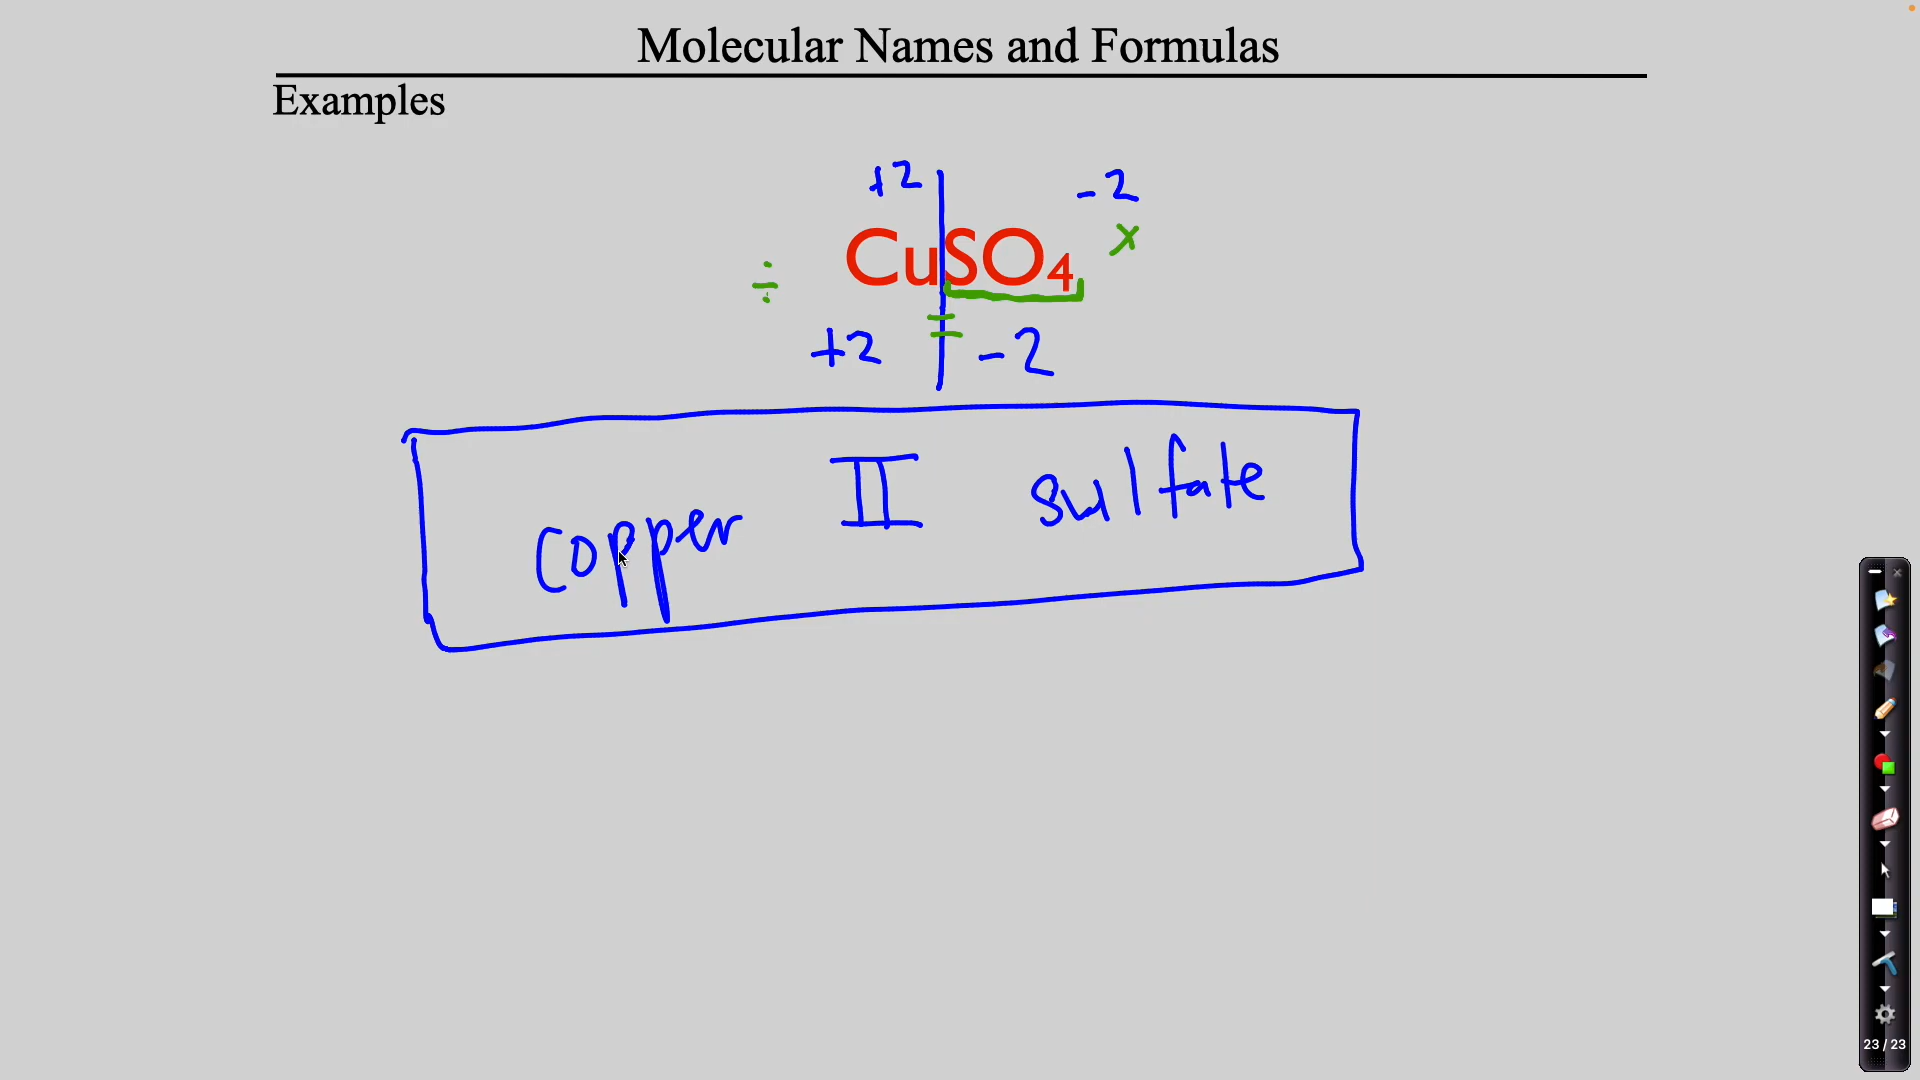 Molecular Names and Formulas
Examples
+2 -2
CuSO₄ x
÷ =
+2 -2
Copper II sulfate
23 / 23